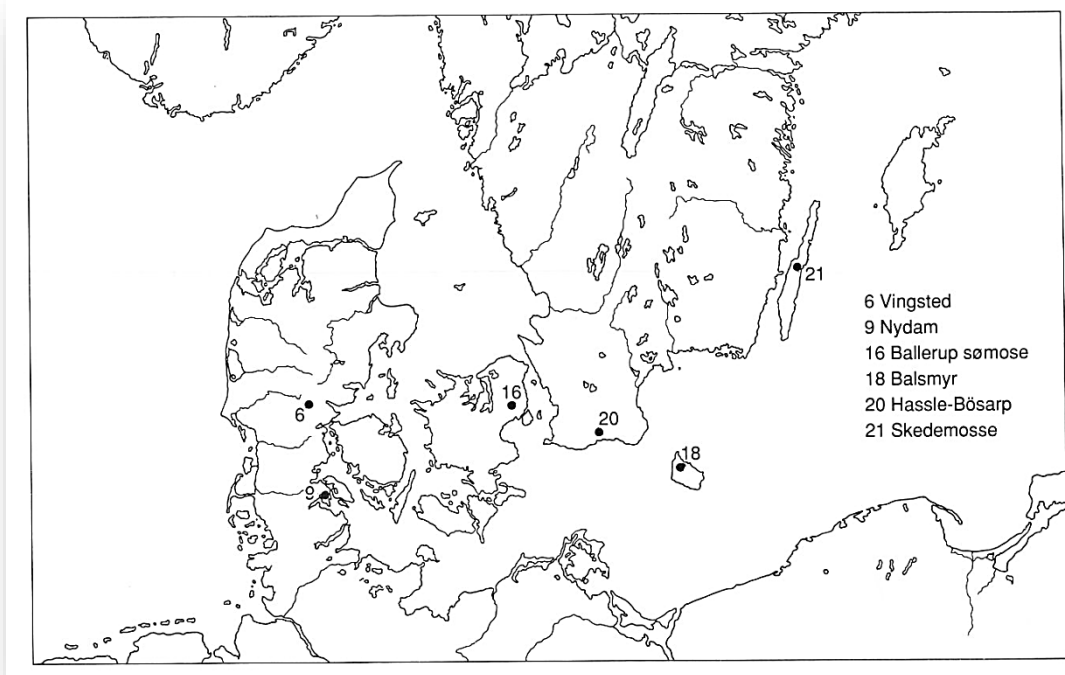 21
6 Vingsted
9 Nydam
16 Ballerup sømose
18 Balsmyr
20 Hassle-Bösarp
21 Skedemosse
16
6
20
18
9